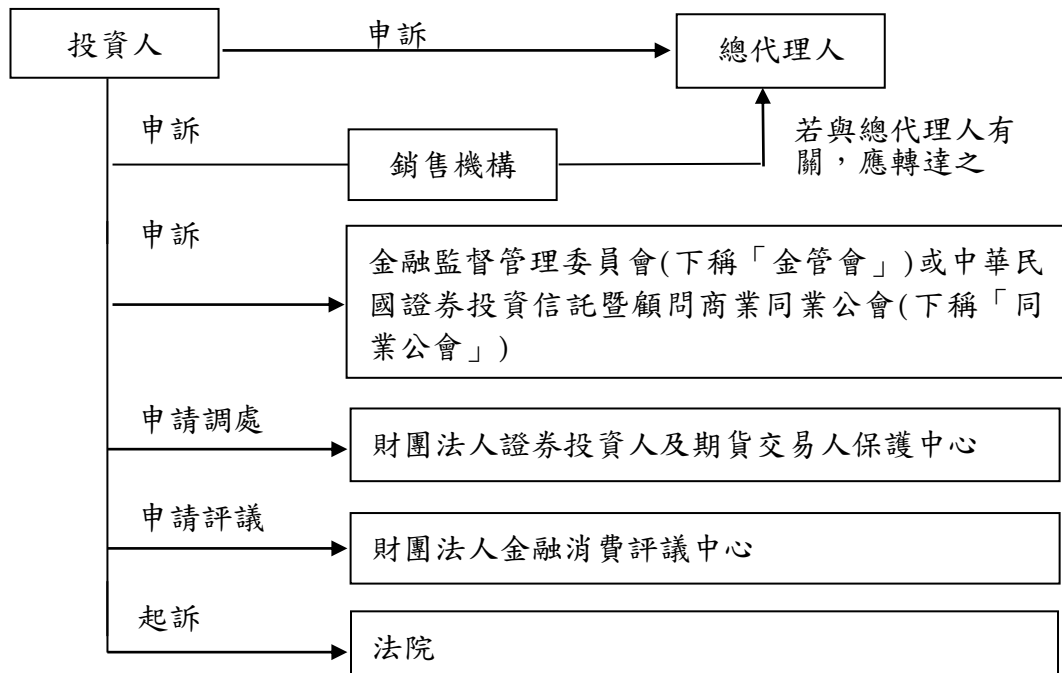 投資人
申訴
總代理人
申訴
銷售機構
若與總代理人有
關，應轉達之
申訴
金融監督管理委員會(下稱「金管會」)或中華民
國證券投資信託暨顧問商業同業公會(下稱「同
業公會」)
申請調處
財團法人證券投資人及期貨交易人保護中心
申請評議
財團法人金融消費評議中心
起訴
法院